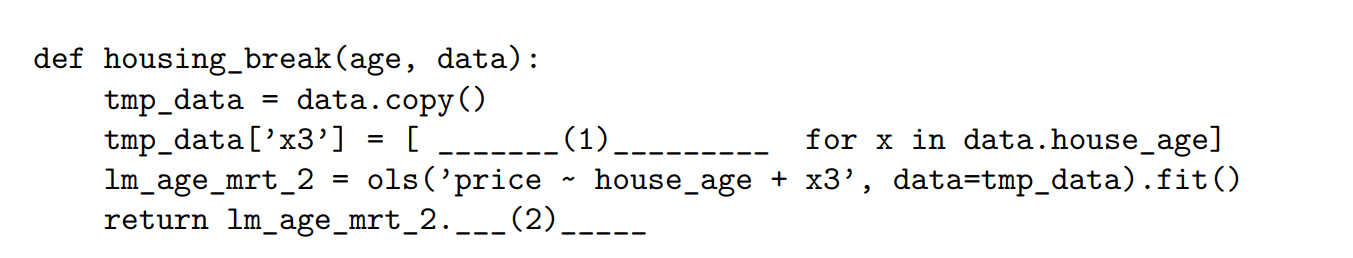 def housing_break(age, data):
    tmp_data = data.copy()
    tmp_data[’x3’] = [ _______(1)_________  for x in data.house_age]
    lm_age_mrt_2 = ols(’price ~ house_age + x3’, data=tmp_data).fit()
    return lm_age_mrt_2.___(2)_____